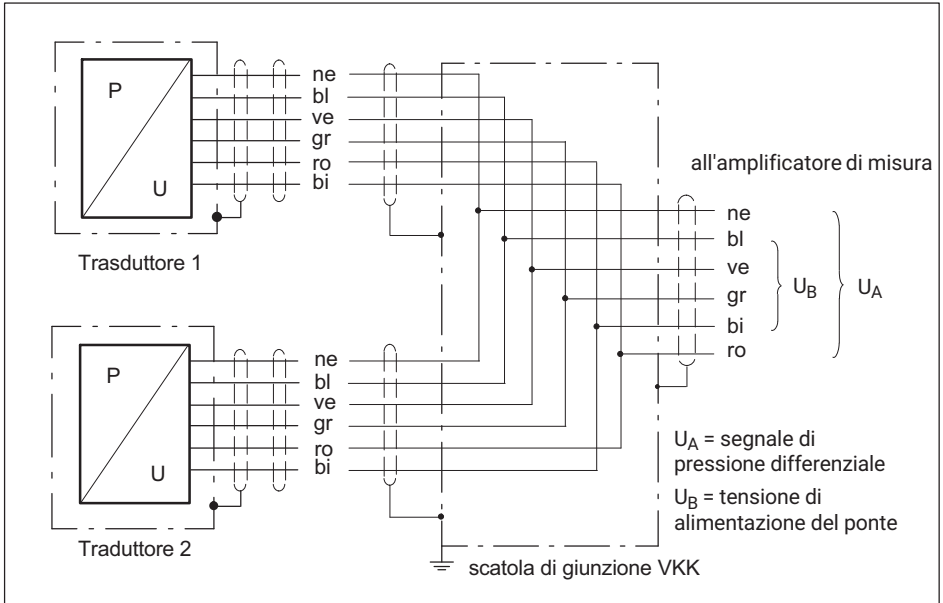 P
U
ne
bl
ve
gr
ro
bi
Trasduttore 1
all'amplificatore di misura
ne
bl
ve
gr
bi
ro
U_B
U_A
P
U
ne
bl
ve
gr
ro
bi
Traduttore 2
U_A = segnale di
pressione differenziale
U_B = tensione di
alimentazione del ponte
scatola di giunzione VKK